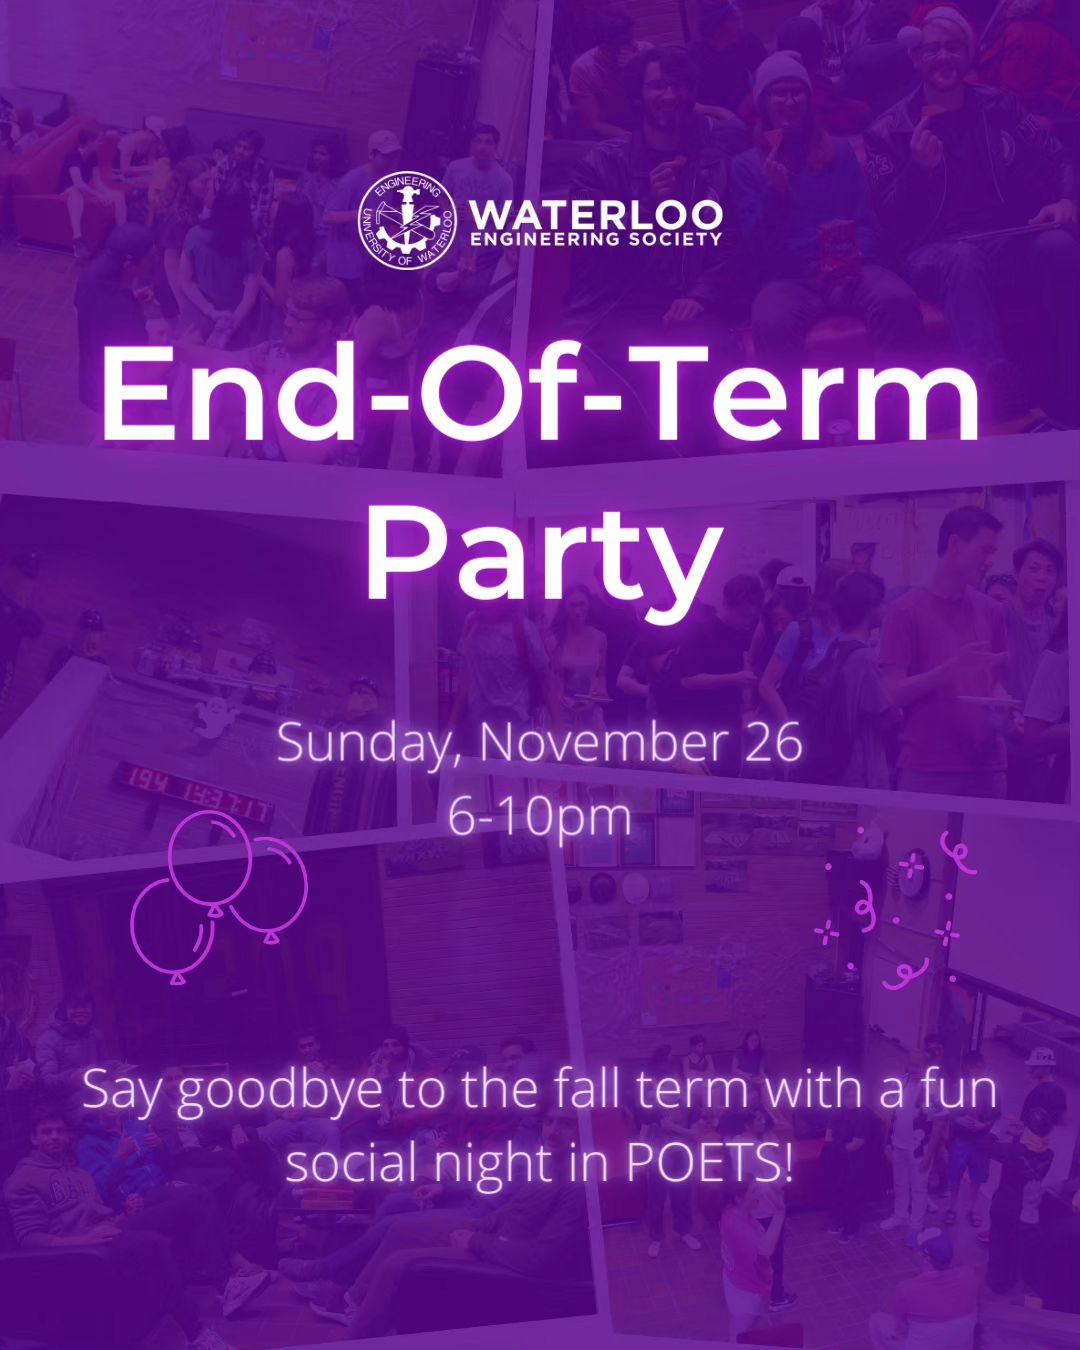 ENGINEERING
UNIVERSITY OF WATERLOO
WATERLOO
ENGINEERING SOCIETY
End-Of-Term
Party
Sunday, November 26
6-10pm
Say goodbye to the fall term with a fun
social night in POETS!